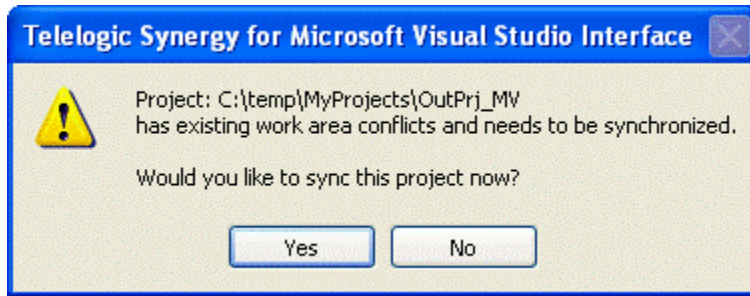 Telelogic Synergy for Microsoft Visual Studio Interface
Project: C:\temp\MyProjects\OutPrj_MV
has existing work area conflicts and needs to be synchronized.
Would you like to sync this project now?
Yes No